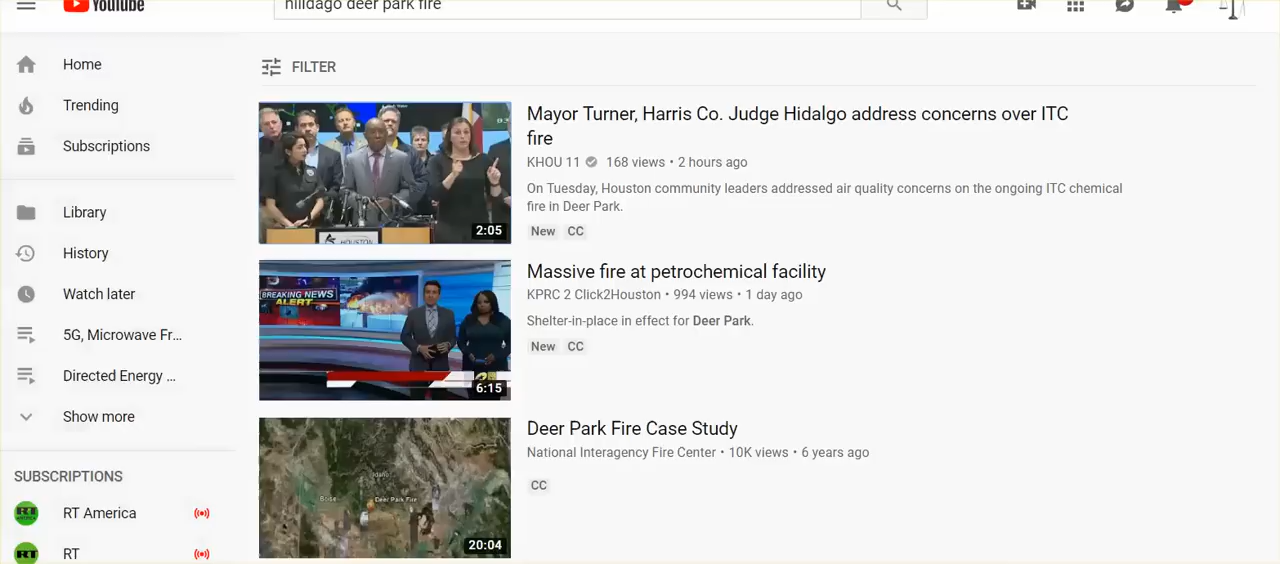 YouTube
hilldago deer park fire
Home
Trending
Subscriptions
Library
History
Watch later
5G, Microwave Fr...
Directed Energy ...
Show more
SUBSCRIPTIONS
RT America
RT
FILTER
Mayor Turner, Harris Co. Judge Hidalgo address concerns over ITC
fire
KHOU 11 168 views • 2 hours ago
On Tuesday, Houston community leaders addressed air quality concerns on the ongoing ITC chemical
fire in Deer Park.
New CC
HOUSTON
2:05
Massive fire at petrochemical facility
KPRC 2 Click2Houston • 994 views • 1 day ago
Shelter-in-place in effect for Deer Park.
New CC
BREAKING NEWS
ALERT
6:15
Deer Park Fire Case Study
National Interagency Fire Center • 10K views • 6 years ago
CC
Idaho
Boise
Deer Park Fire
20:04